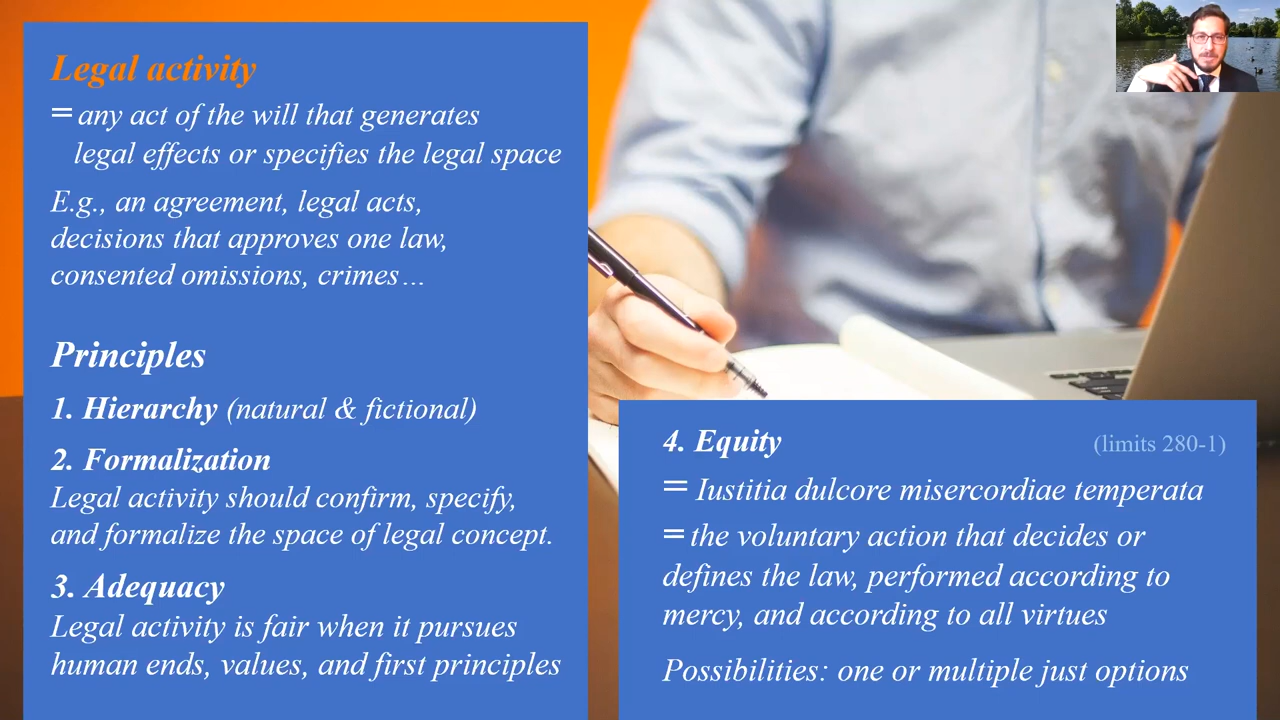 Legal activity
= any act of the will that generates
legal effects or specifies the legal space
E.g., an agreement, legal acts,
decisions that approves one law,
consented omissions, crimes…
Principles
1. Hierarchy (natural & fictional)
2. Formalization
Legal activity should confirm, specify,
and formalize the space of legal concept.
3. Adequacy
Legal activity is fair when it pursues
human ends, values, and first principles
4. Equity (limits 280-1)
= Iustitia dulcore misercordiae temperata
= the voluntary action that decides or
defines the law, performed according to
mercy, and according to all virtues
Possibilities: one or multiple just options